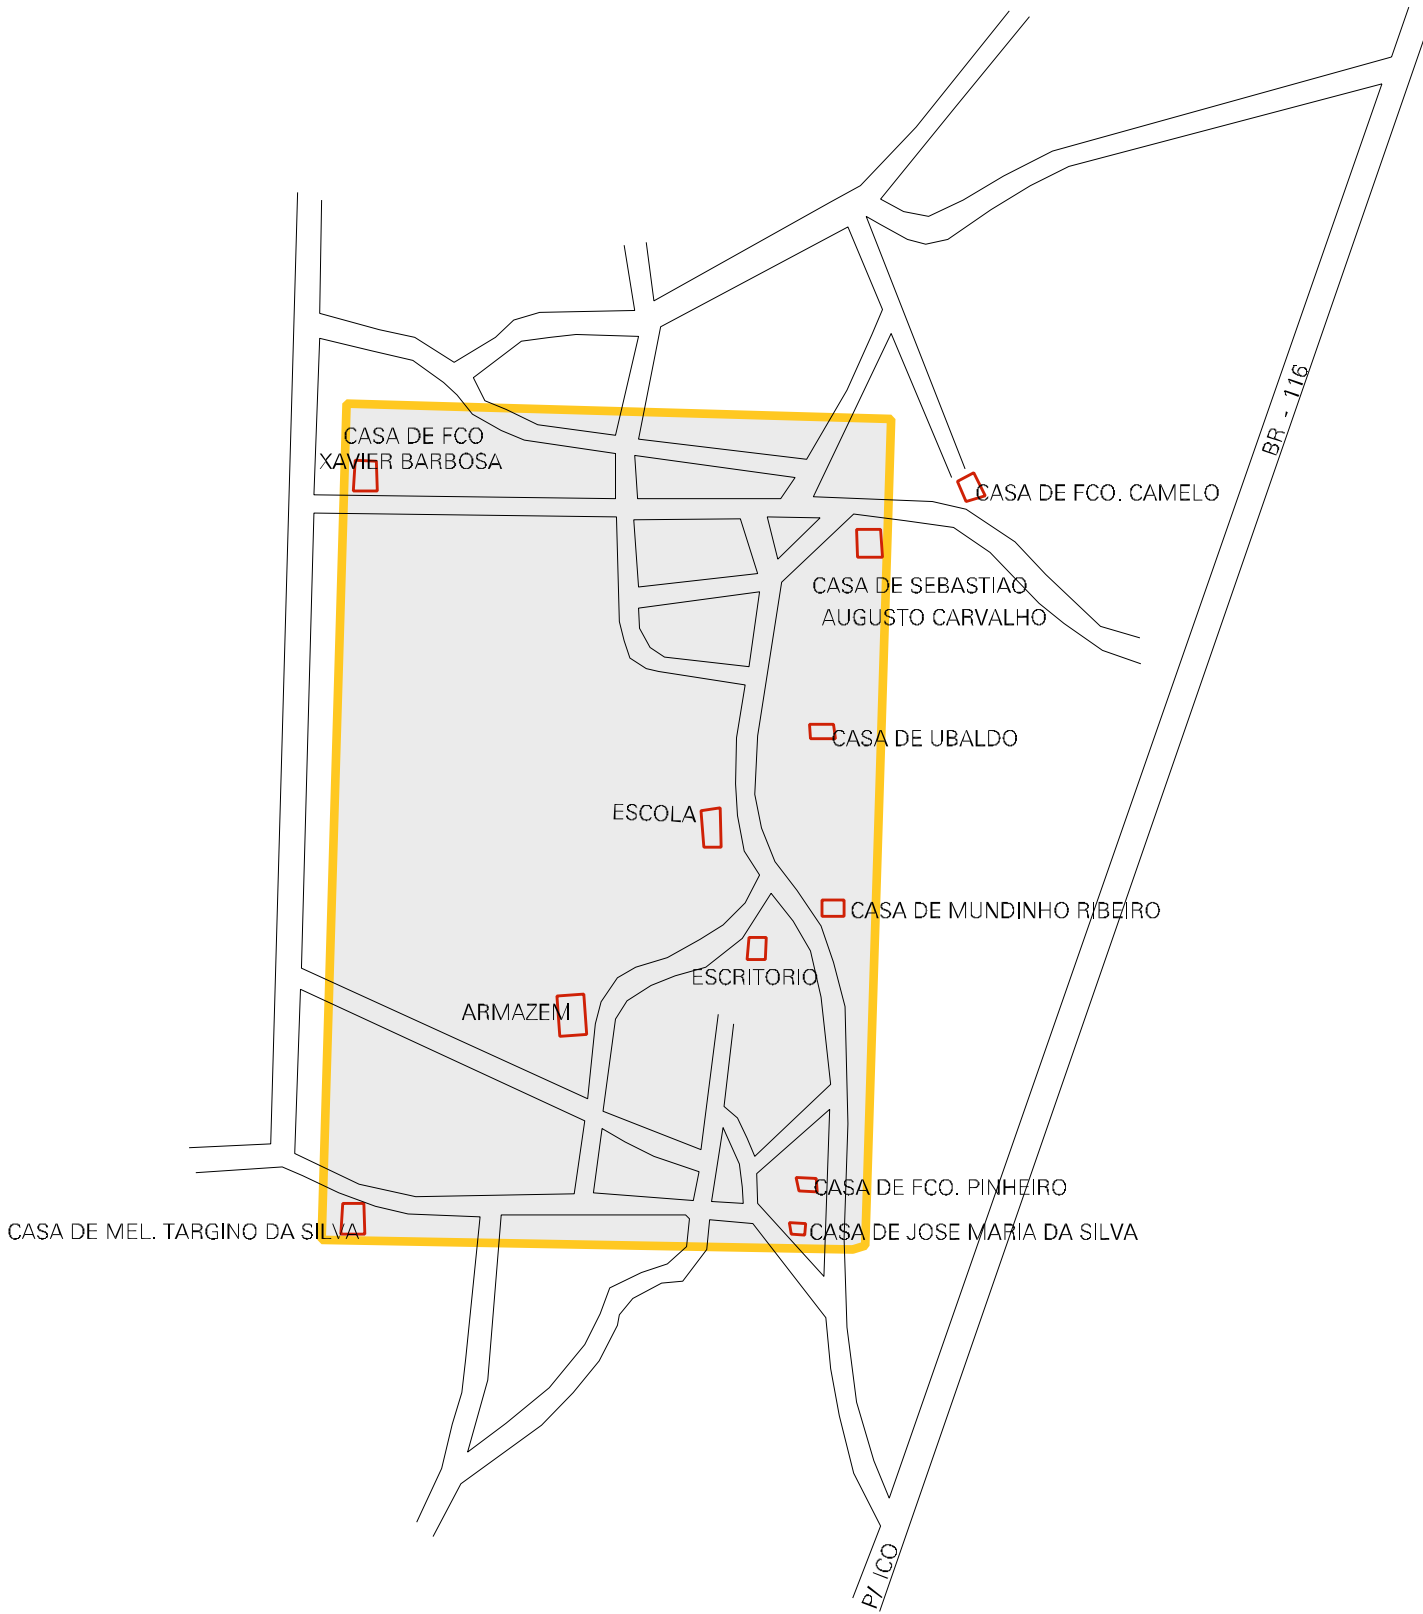 BR - 116
CASA DE FCO
XAVIER BARBOSA
CASA DE FCO. CAMELO
CASA DE SEBASTIAO
AUGUSTO CARVALHO
CASA DE UBALDO
ESCOLA
CASA DE MUNDINHO RIBEIRO
ESCRITORIO
ARMAZEM
CASA DE FCO. PINHEIRO
CASA DE MEL. TARGINO DA SILVA
CASA DE JOSE MARIA DA SILVA
P/ ICO